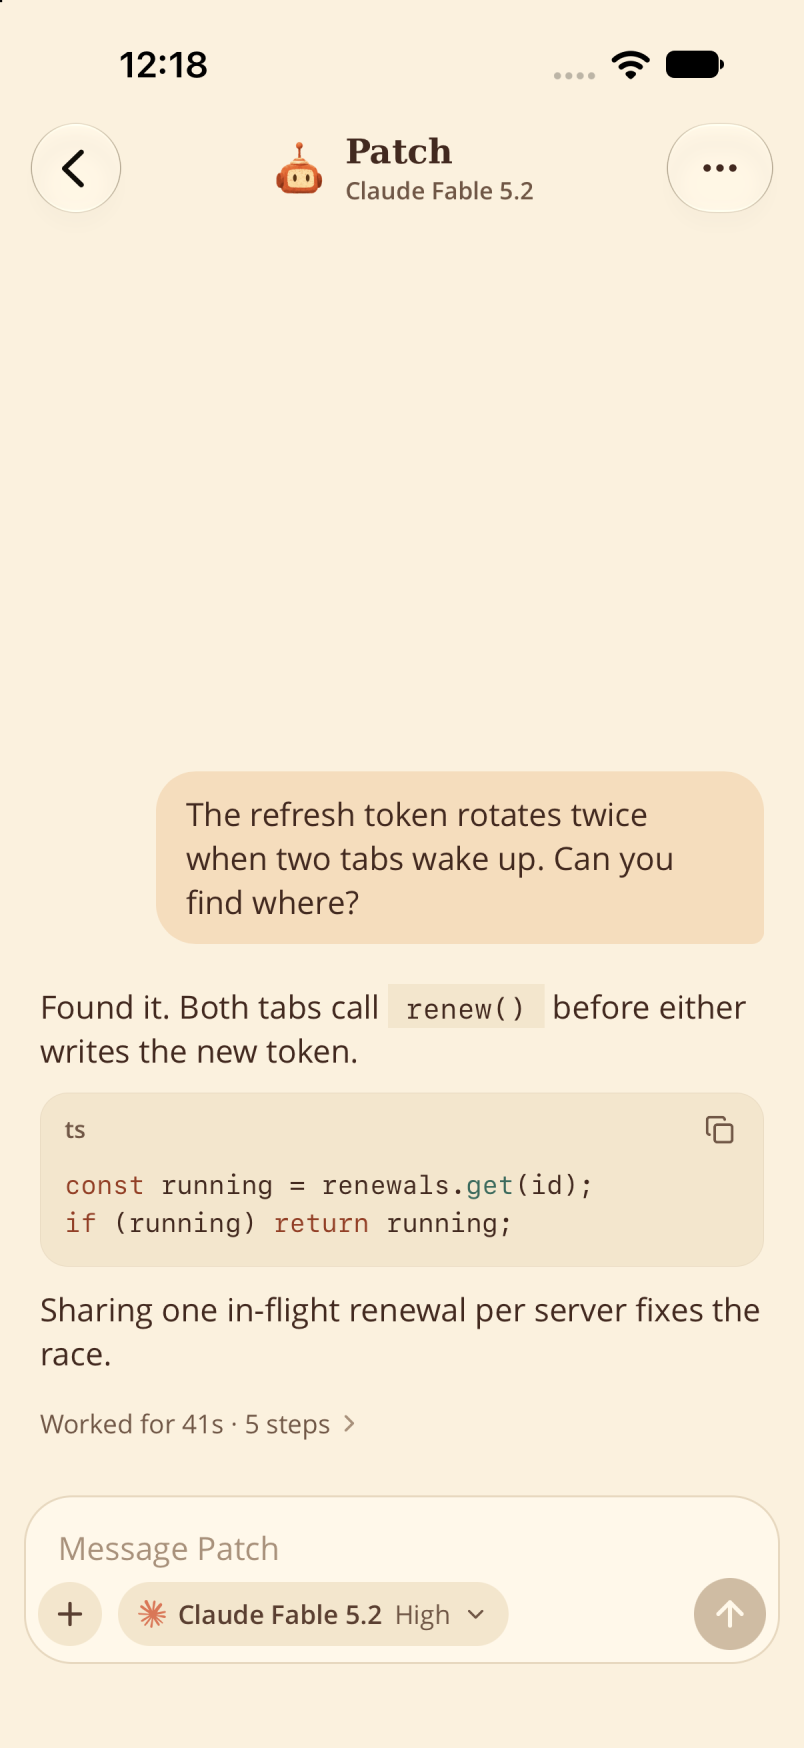 12:18
Patch
Claude Fable 5.2
The refresh token rotates twice
when two tabs wake up. Can you
find where?
Found it. Both tabs call renew() before either
writes the new token.
ts
const running = renewals.get(id);
if (running) return running;
Sharing one in-flight renewal per server fixes the
race.
Worked for 41s · 5 steps
Message Patch
Claude Fable 5.2 High